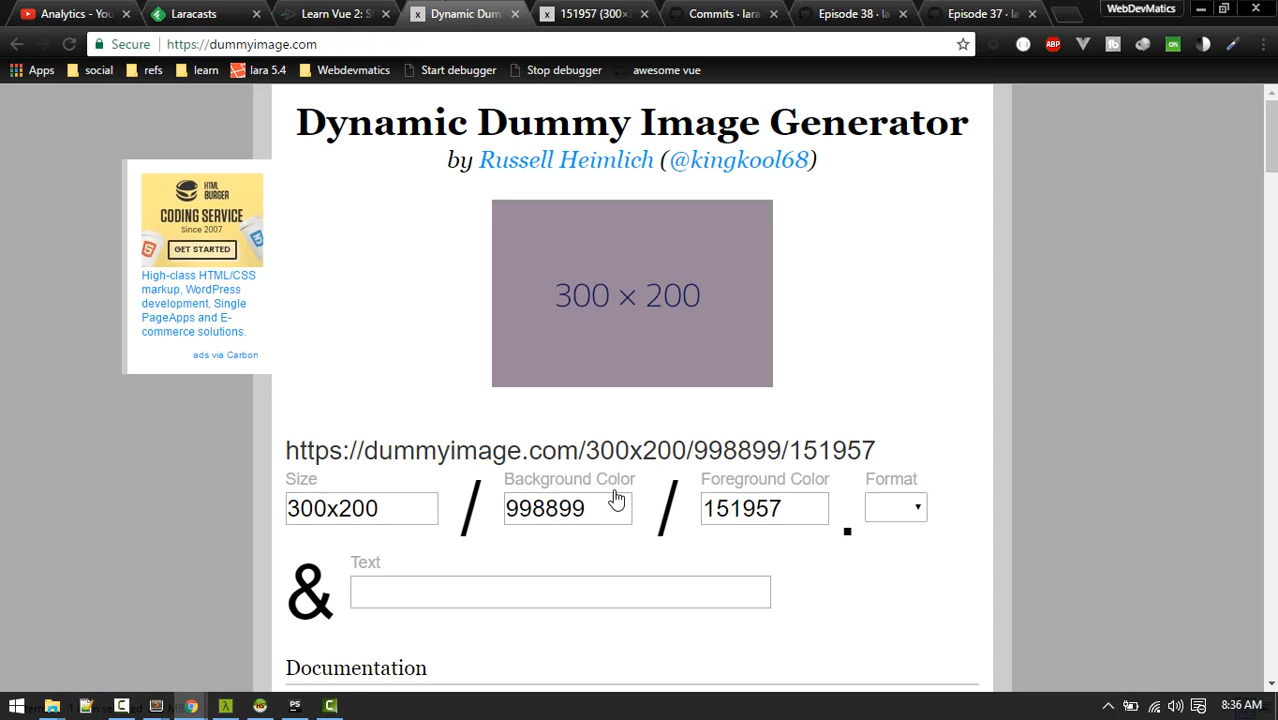 Analytics - You
Laracasts
Learn Vue 2: S
Dynamic Dum
151957 (300×
Commits · lara
Episode 38 · la
Episode 37 · la
WebDevMatics
Secure
https://dummyimage.com
ABP
ON
Apps
social
refs
learn
lara 5.4
Webdevmatics
Start debugger
Stop debugger
awesome vue
Dynamic Dummy Image Generator
by Russell Heimlich (@kingkool68)
HTML
BURGER
CODING SERVICE
Since 2007
GET STARTED
High-class HTML/CSS
markup, WordPress
development, Single
PageApps and E-
commerce solutions.
ads via Carbon
300 × 200
https://dummyimage.com/300x200/998899/151957
Size
Background Color
Foreground Color
Format
300x200
/
998899
/
151957
.
&
Text
Documentation
PS
8:36 AM